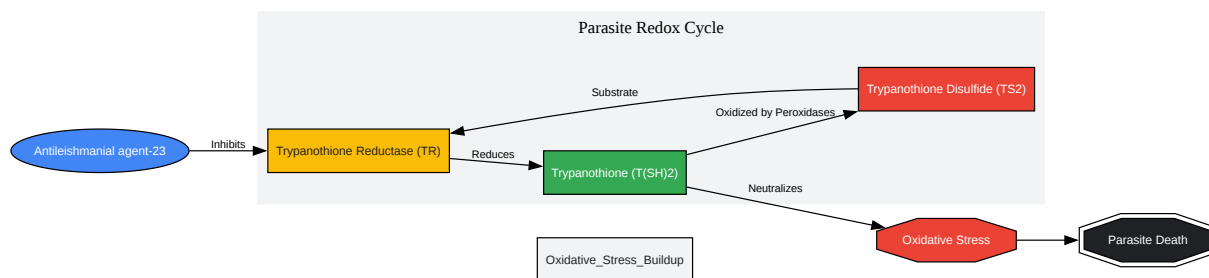 Parasite Redox Cycle
Trypanothione Disulfide (TS2)
Substrate
Oxidized by Peroxidases
Antileishmanial agent-23
Inhibits
Trypanothione Reductase (TR)
Reduces
Trypanothione (T(SH)2)
Neutralizes
Oxidative Stress
Parasite Death
Oxidative_Stress_Buildup